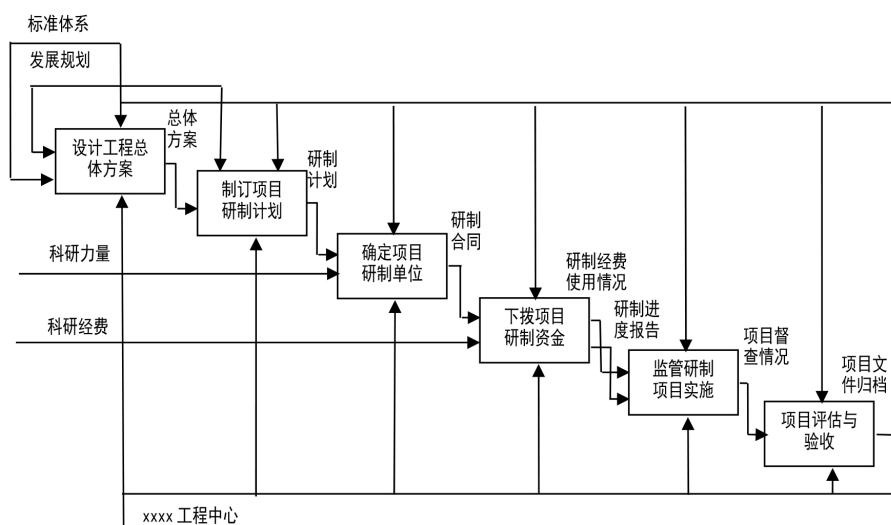 标准体系
发展规划
设计工程总
体方案
总体
方案
制订项目
研制计划
研制
计划
确定项目
研制单位
研制
合同
科研力量
下拨项目
研制资金
研制经费
使用情况
研制进
度报告
科研经费
监管研制
项目实施
项目督
查情况
项目评估与
验收
项目文
件归档
xxxx 工程中心